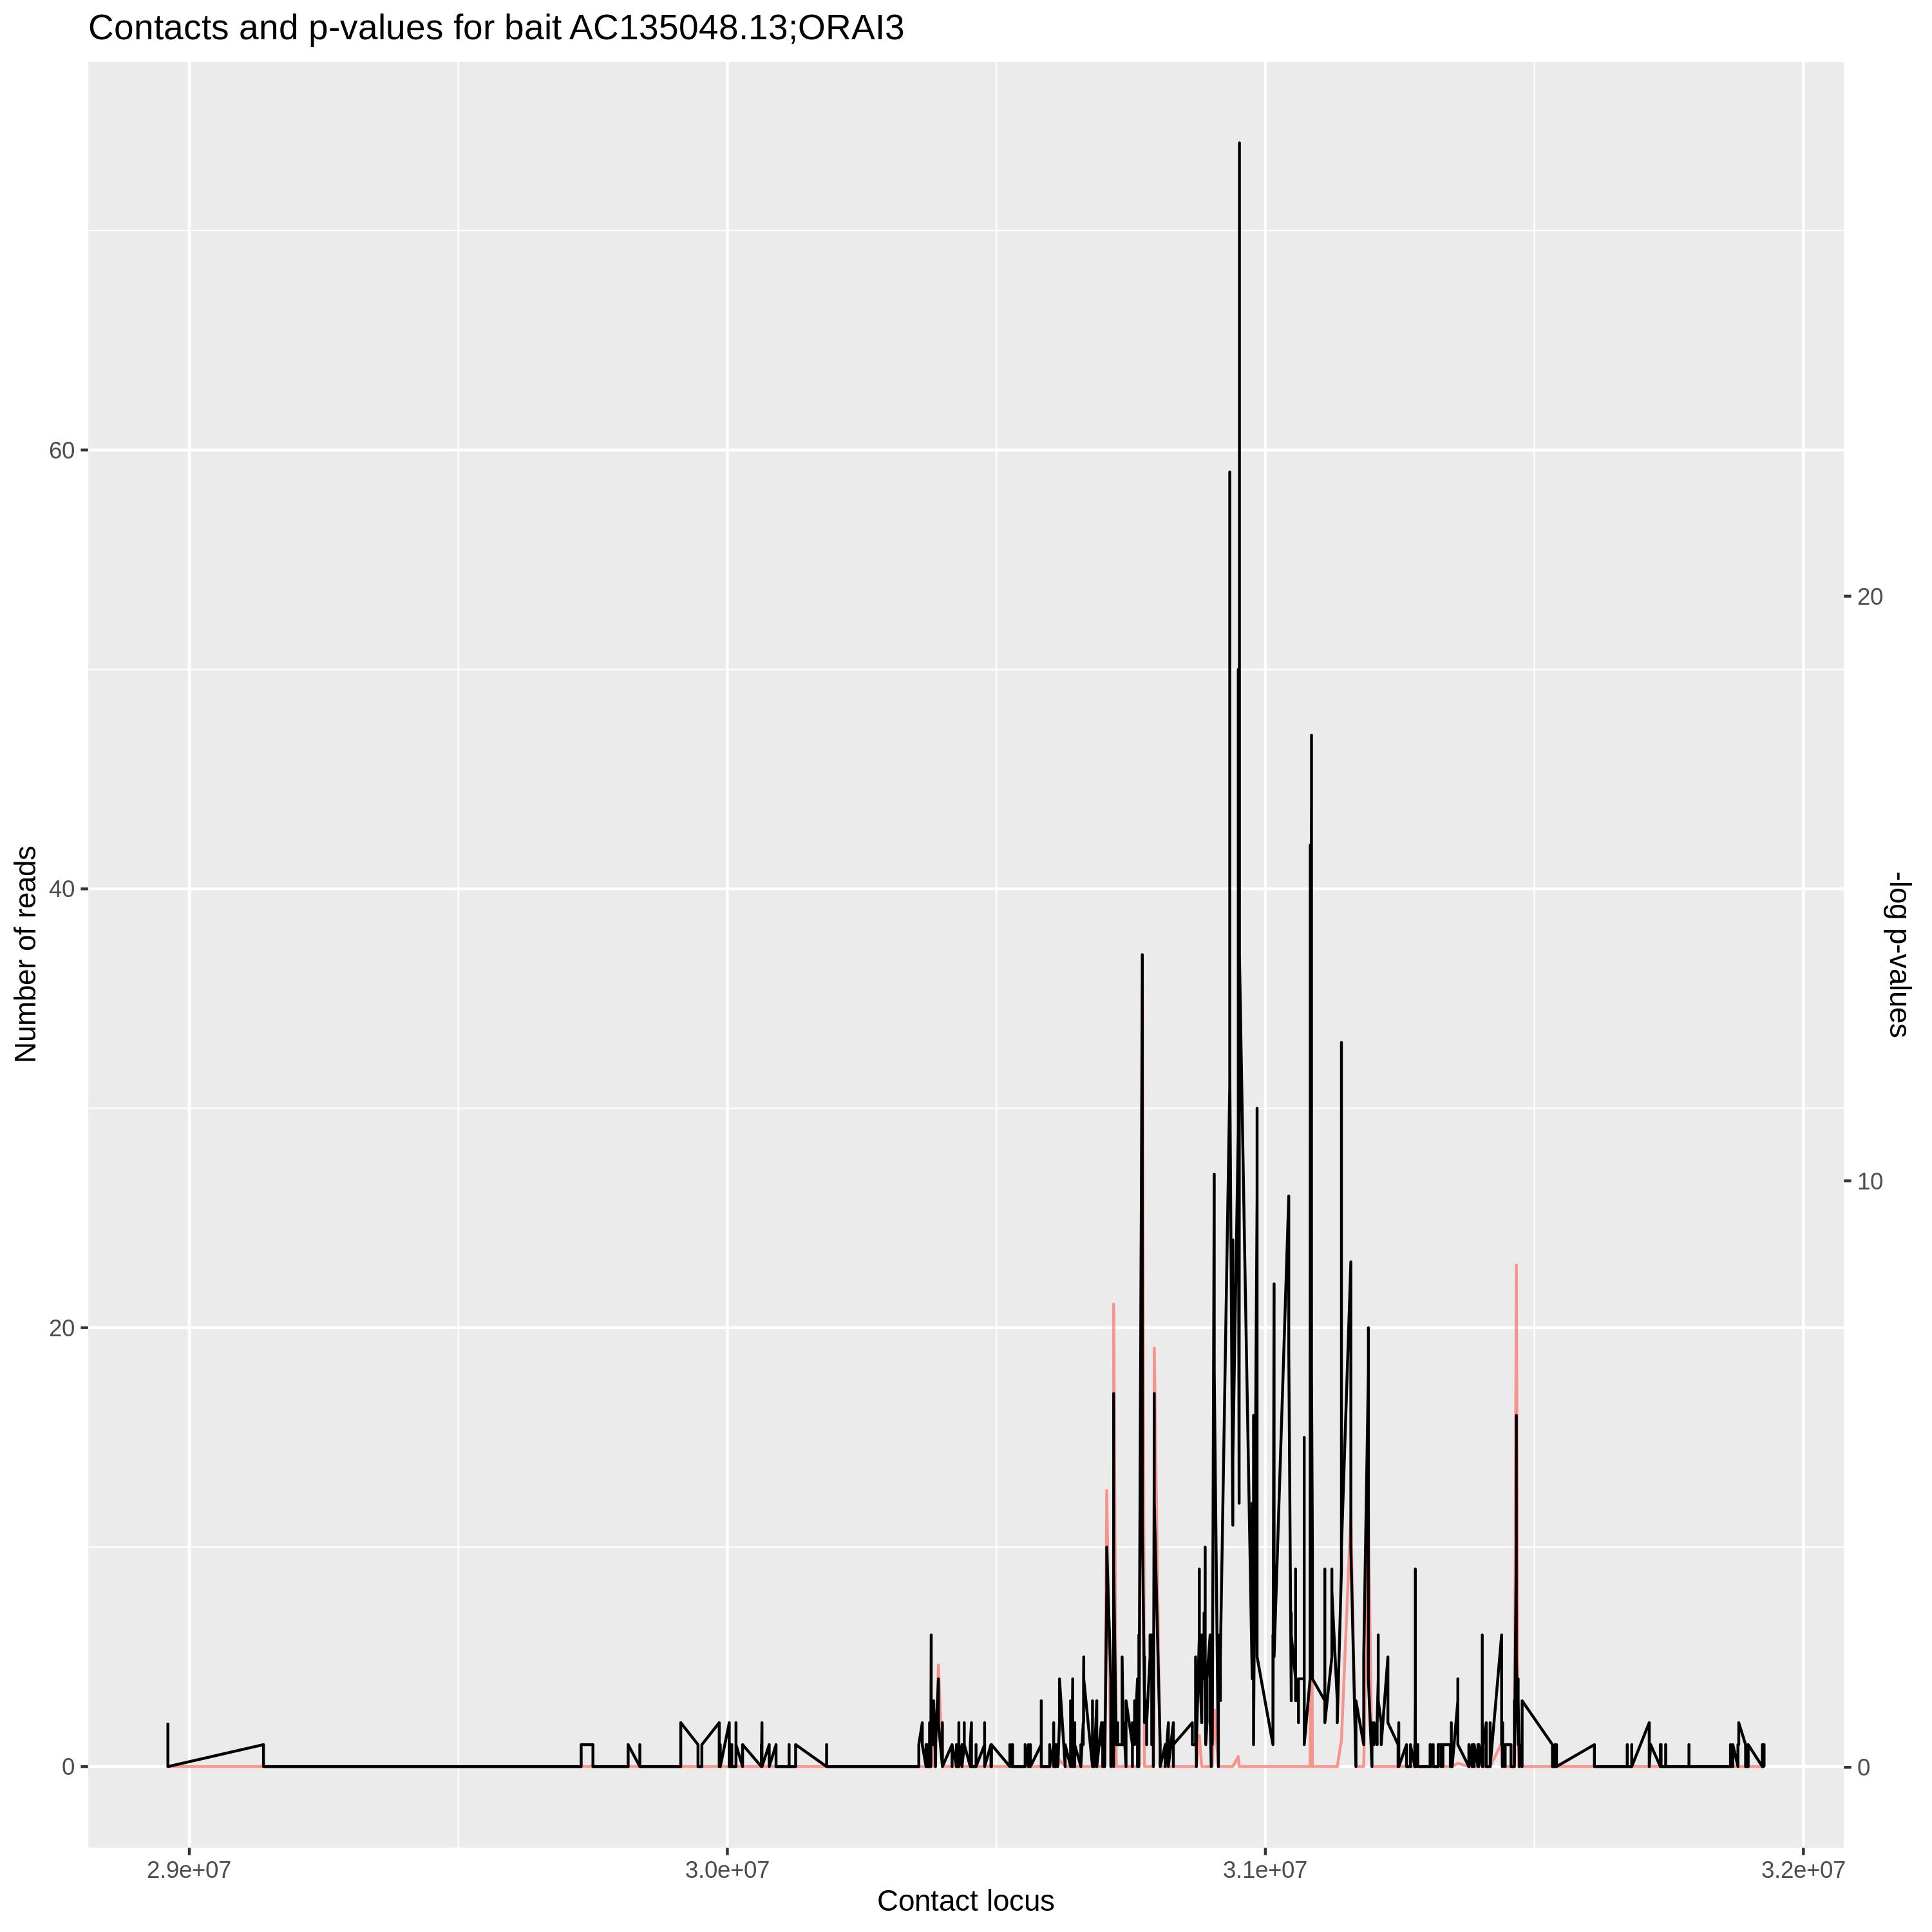 Contacts and p-values for bait AC135048.13;ORAI3
Number of reads
60
40
20
0
20
10
0
-log p-values
2.9e+07
3.0e+07
3.1e+07
3.2e+07
Contact locus